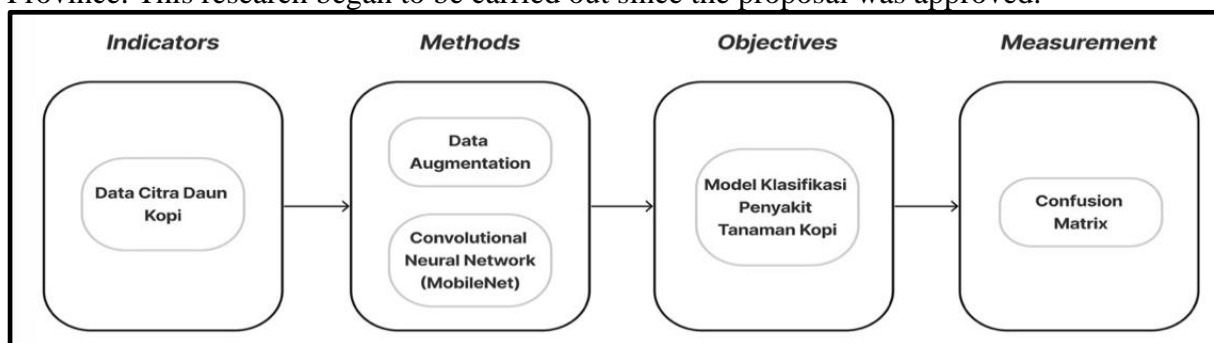 Province. This research began to be carried out since the proposal was approved.
Indicators
Methods
Objectives
Measurement
Data Citra Daun
Kopi
Data
Augmentation
Convolutional
Neural Network
(MobileNet)
Model Klasifikasi
Penyakit
Tanaman Kopi
Confusion
Matrix